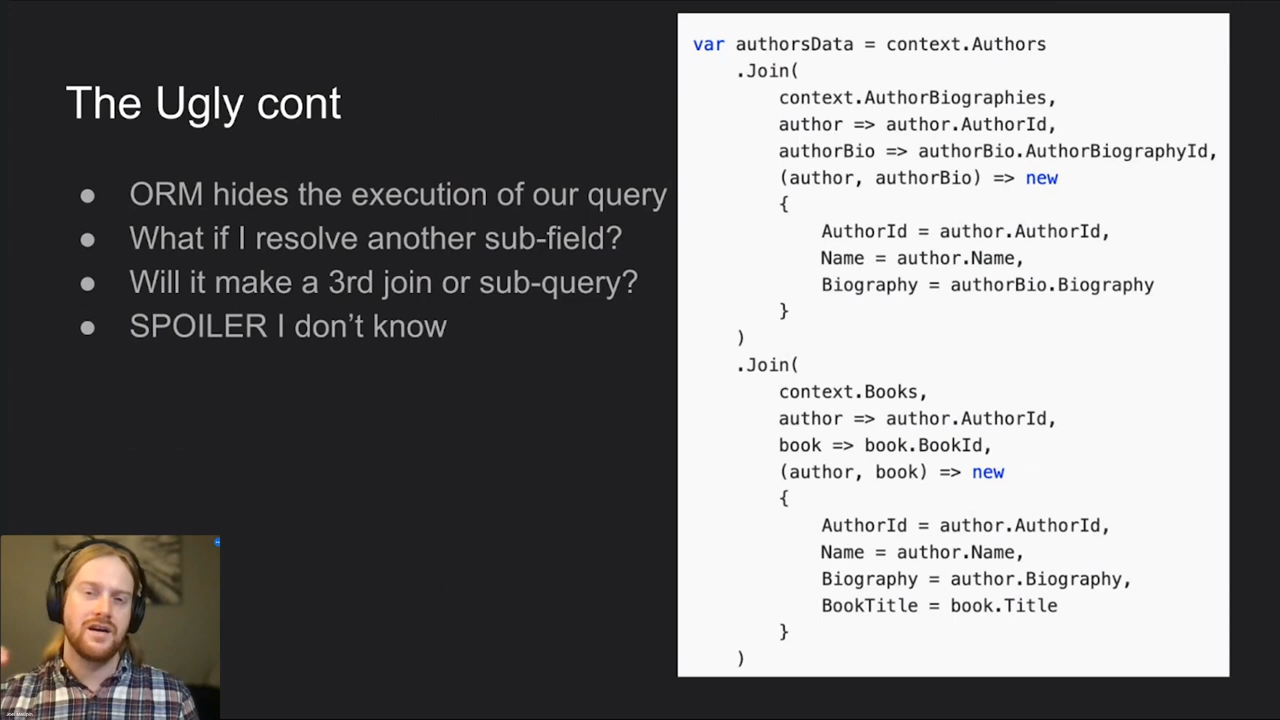 The Ugly cont
● ORM hides the execution of our query
● What if I resolve another sub-field?
● Will it make a 3rd join or sub-query?
● SPOILER I don’t know
var authorsData = context.Authors
.Join(
context.AuthorBiographies,
author => author.AuthorId,
authorBio => authorBio.AuthorBiographyId,
(author, authorBio) => new
{
AuthorId = author.AuthorId,
Name = author.Name,
Biography = authorBio.Biography
}
)
.Join(
context.Books,
author => author.AuthorId,
book => book.BookId,
(author, book) => new
{
AuthorId = author.AuthorId,
Name = author.Name,
Biography = author.Biography,
BookTitle = book.Title
}
)